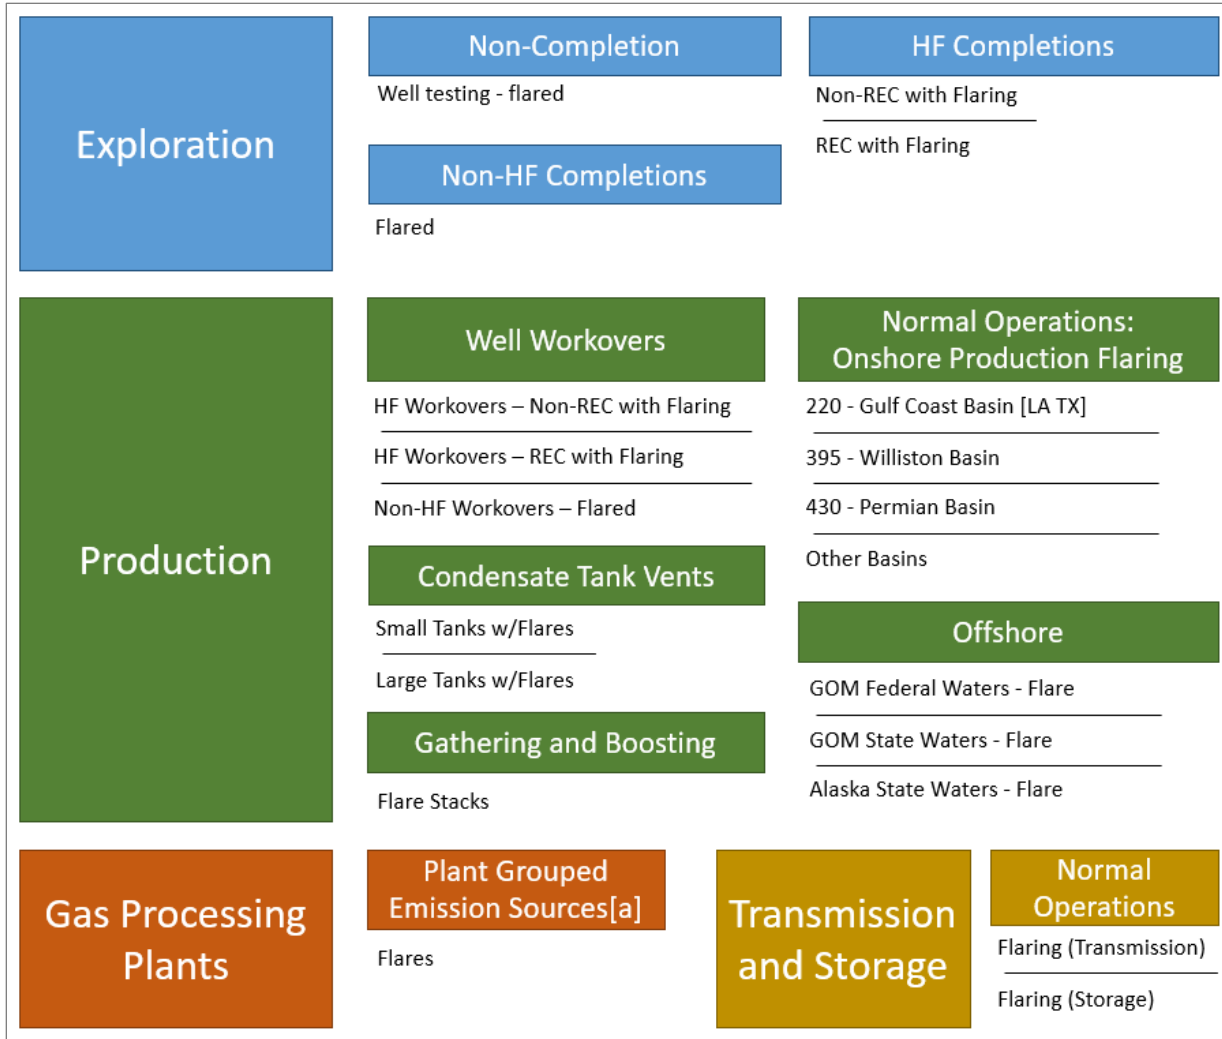 Exploration
Non-Completion
Well testing - flared
Non-HF Completions
Flared
HF Completions
Non-REC with Flaring
REC with Flaring
Production
Well Workovers
HF Workovers – Non-REC with Flaring
HF Workovers – REC with Flaring
Non-HF Workovers – Flared
Condensate Tank Vents
Small Tanks w/Flares
Large Tanks w/Flares
Gathering and Boosting
Flare Stacks
Normal Operations:
Onshore Production Flaring
220 - Gulf Coast Basin [LA TX]
395 - Williston Basin
430 - Permian Basin
Other Basins
Offshore
GOM Federal Waters - Flare
GOM State Waters - Flare
Alaska State Waters - Flare
Gas Processing
Plants
Plant Grouped
Emission Sources[a]
Flares
Transmission
and Storage
Normal
Operations
Flaring (Transmission)
Flaring (Storage)